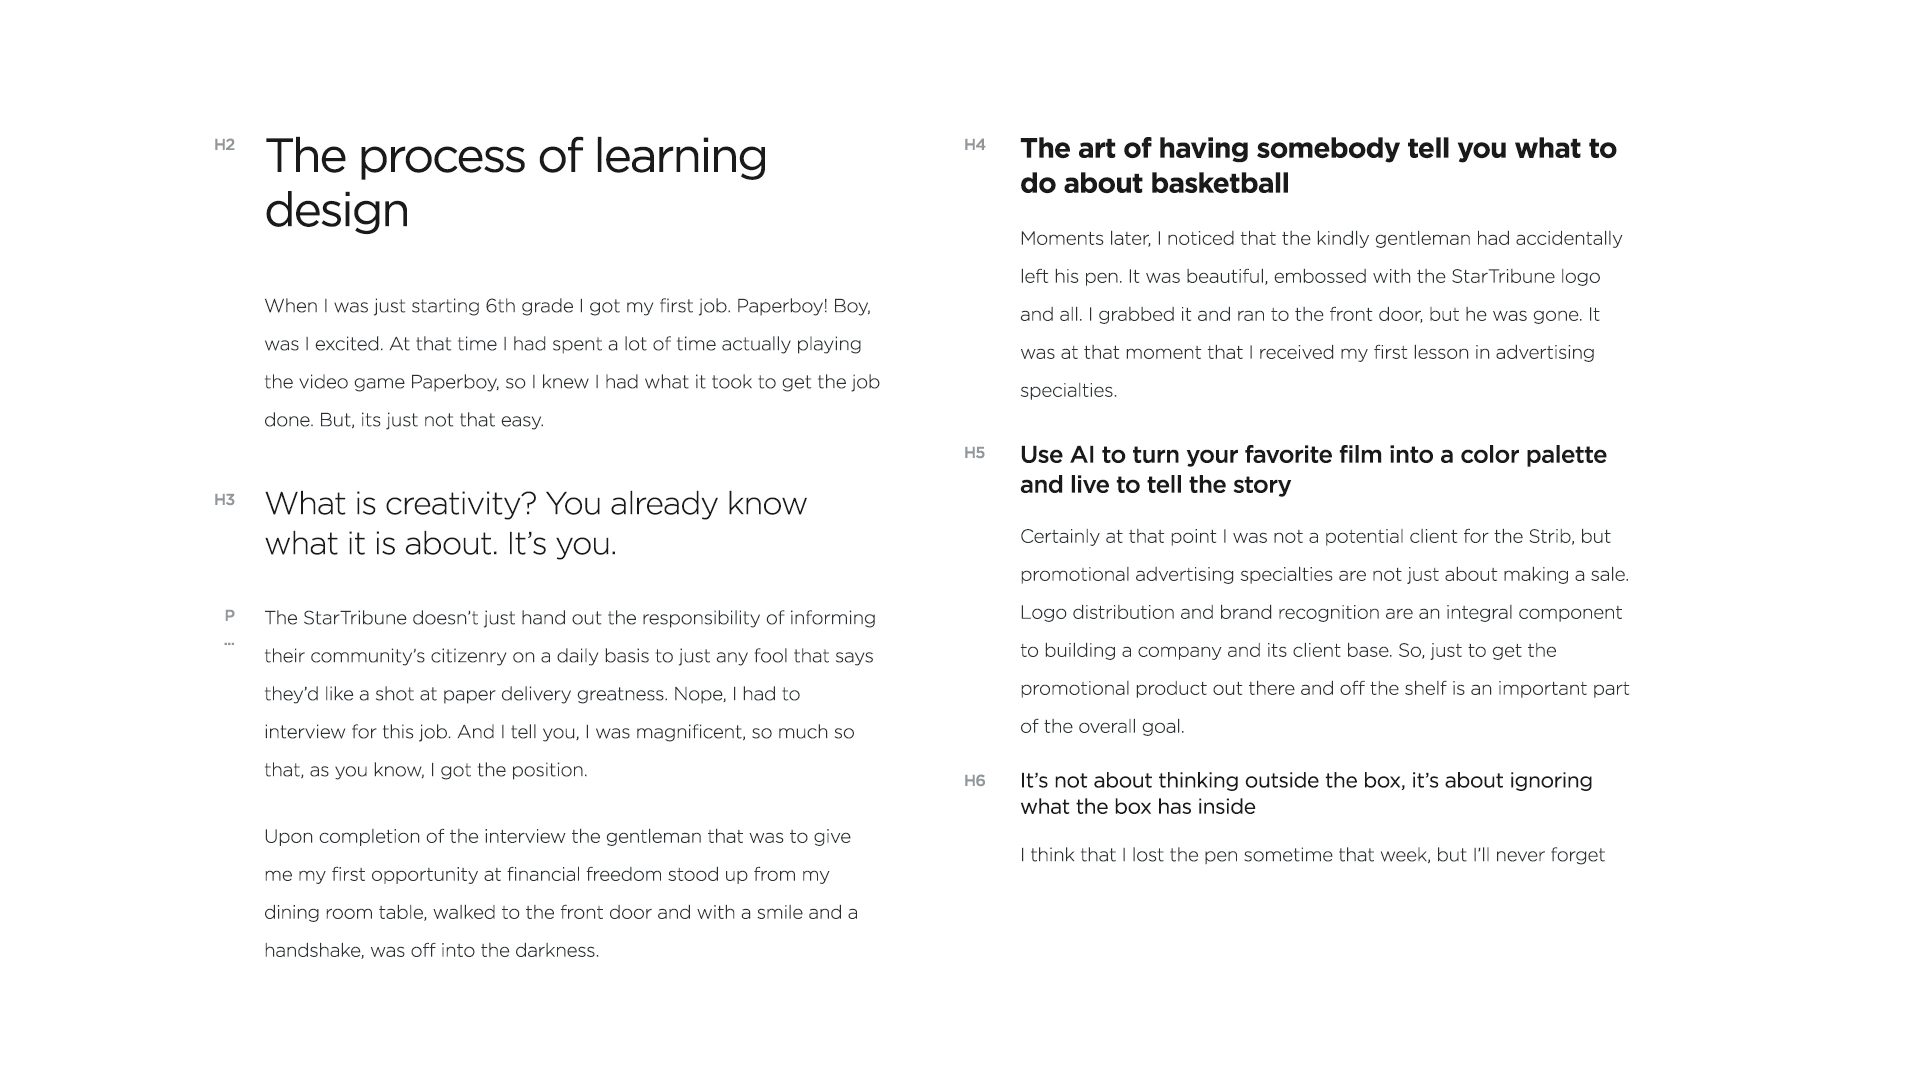 H2
The process of learning
design
When I was just starting 6th grade I got my first job. Paperboy! Boy,
was I excited. At that time I had spent a lot of time actually playing
the video game Paperboy, so I knew I had what it took to get the job
done. But, its just not that easy.
H3
What is creativity? You already know
what it is about. It’s you.
P
...
The StarTribune doesn’t just hand out the responsibility of informing
their community’s citizenry on a daily basis to just any fool that says
they’d like a shot at paper delivery greatness. Nope, I had to
interview for this job. And I tell you, I was magnificent, so much so
that, as you know, I got the position.
Upon completion of the interview the gentleman that was to give
me my first opportunity at financial freedom stood up from my
dining room table, walked to the front door and with a smile and a
handshake, was off into the darkness.
H4
The art of having somebody tell you what to
do about basketball
Moments later, I noticed that the kindly gentleman had accidentally
left his pen. It was beautiful, embossed with the StarTribune logo
and all. I grabbed it and ran to the front door, but he was gone. It
was at that moment that I received my first lesson in advertising
specialties.
H5
Use AI to turn your favorite film into a color palette
and live to tell the story
Certainly at that point I was not a potential client for the Strib, but
promotional advertising specialties are not just about making a sale.
Logo distribution and brand recognition are an integral component
to building a company and its client base. So, just to get the
promotional product out there and off the shelf is an important part
of the overall goal.
H6
It’s not about thinking outside the box, it’s about ignoring
what the box has inside
I think that I lost the pen sometime that week, but I’ll never forget